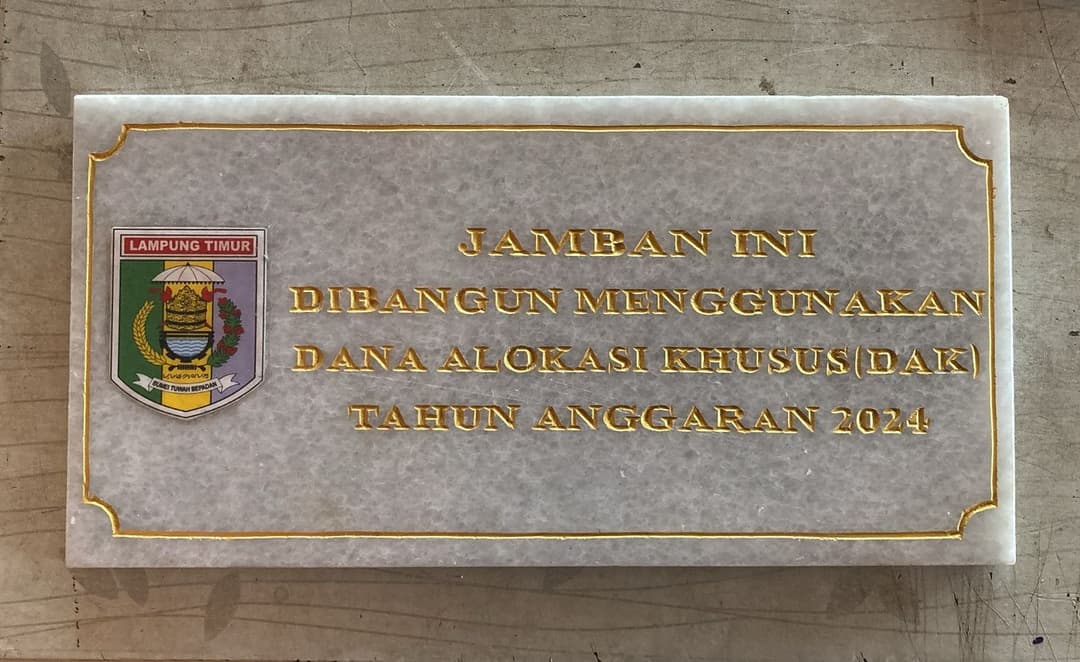 LAMPUNG TIMUR
BUMEI TUWAH BEPADAN
JAMBAN INI
DIBANGUN MENGGUNAKAN
DANA ALOKASI KHUSUS(DAK)
TAHUN ANGGARAN 2024